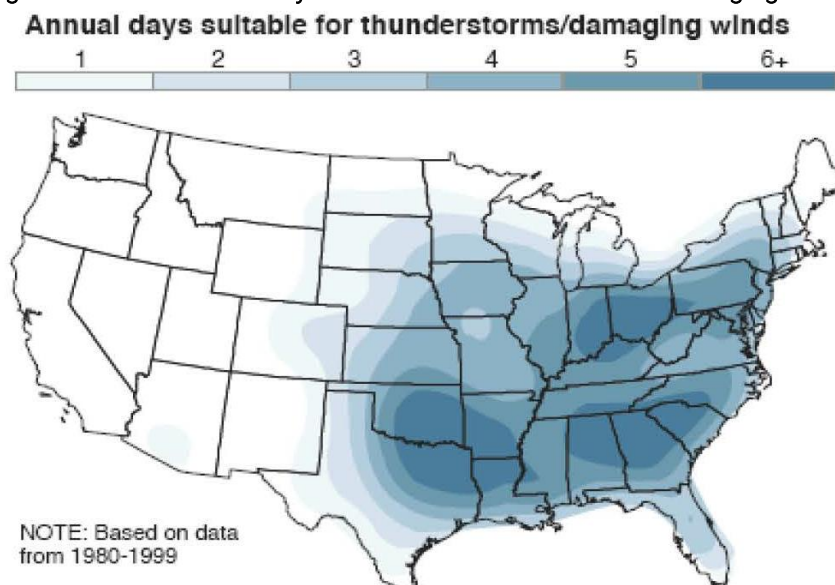 Annual days suitable for thunderstorms/damaging winds
1 2 3 4 5 6+
NOTE: Based on data
from 1980-1999